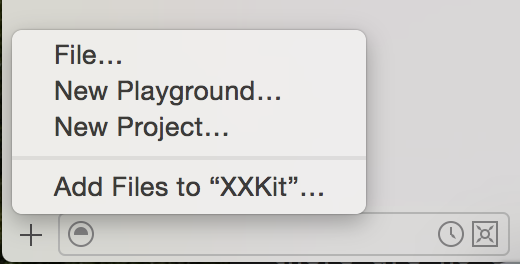 File…
New Playground…
New Project…
Add Files to “XXKit”…